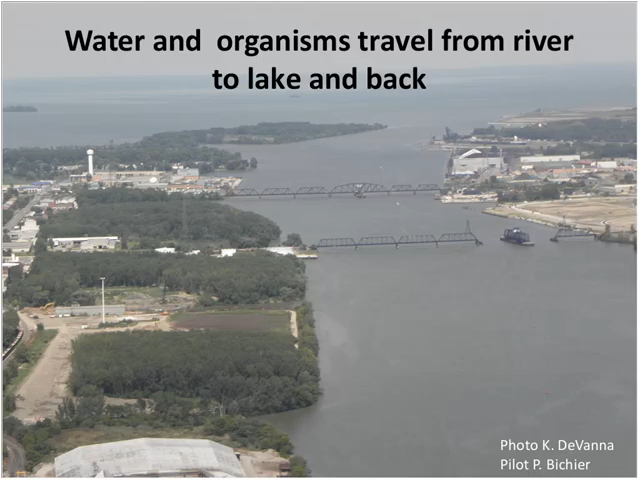 Water and  organisms travel from river
to lake and back
Photo K. DeVanna
Pilot P. Bichier